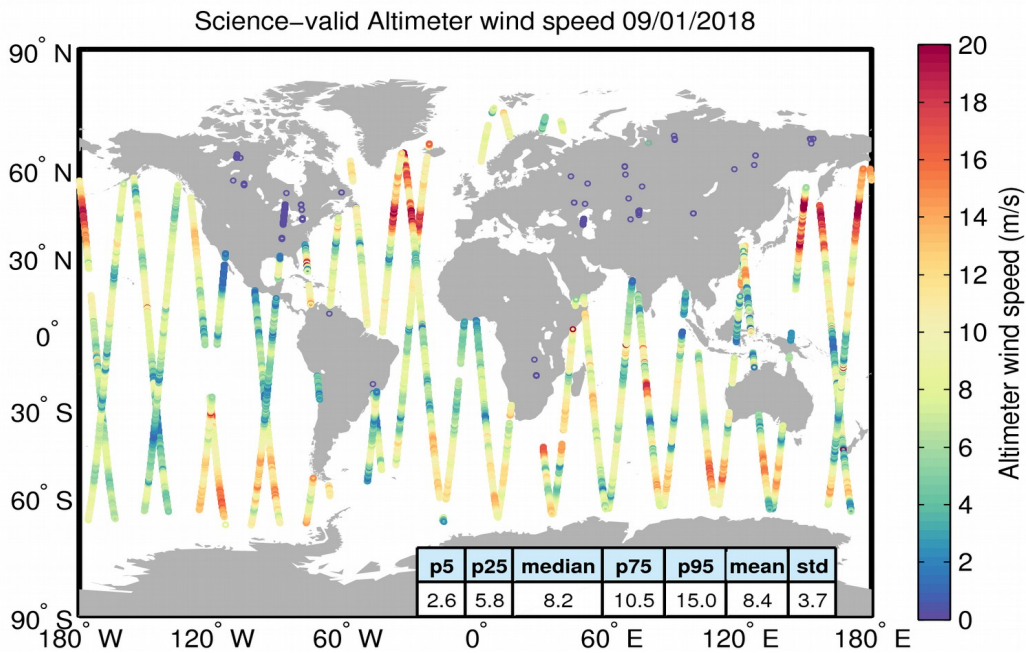 Science−valid Altimeter wind speed 09/01/2018
90° N
60° N
30° N
0°
30° S
60° S
90° S
180° W
120° W
60° W
0°
60° E
120° E
180° E
p5 p25 median p75 p95 mean std
2.6 5.8 8.2 10.5 15.0 8.4 3.7
20
18
16
14
12
10
8
6
4
2
0
Altimeter wind speed (m/s)